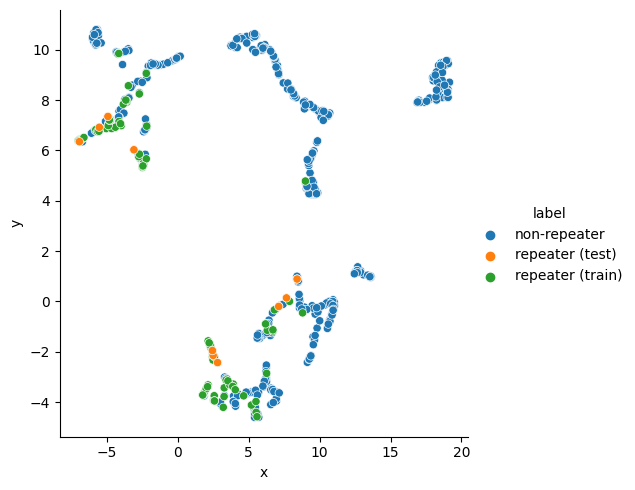 10
8
6
4
2
0
−2
−4
y
−5
0
5
10
15
20
x
label
non-repeater
repeater (test)
repeater (train)